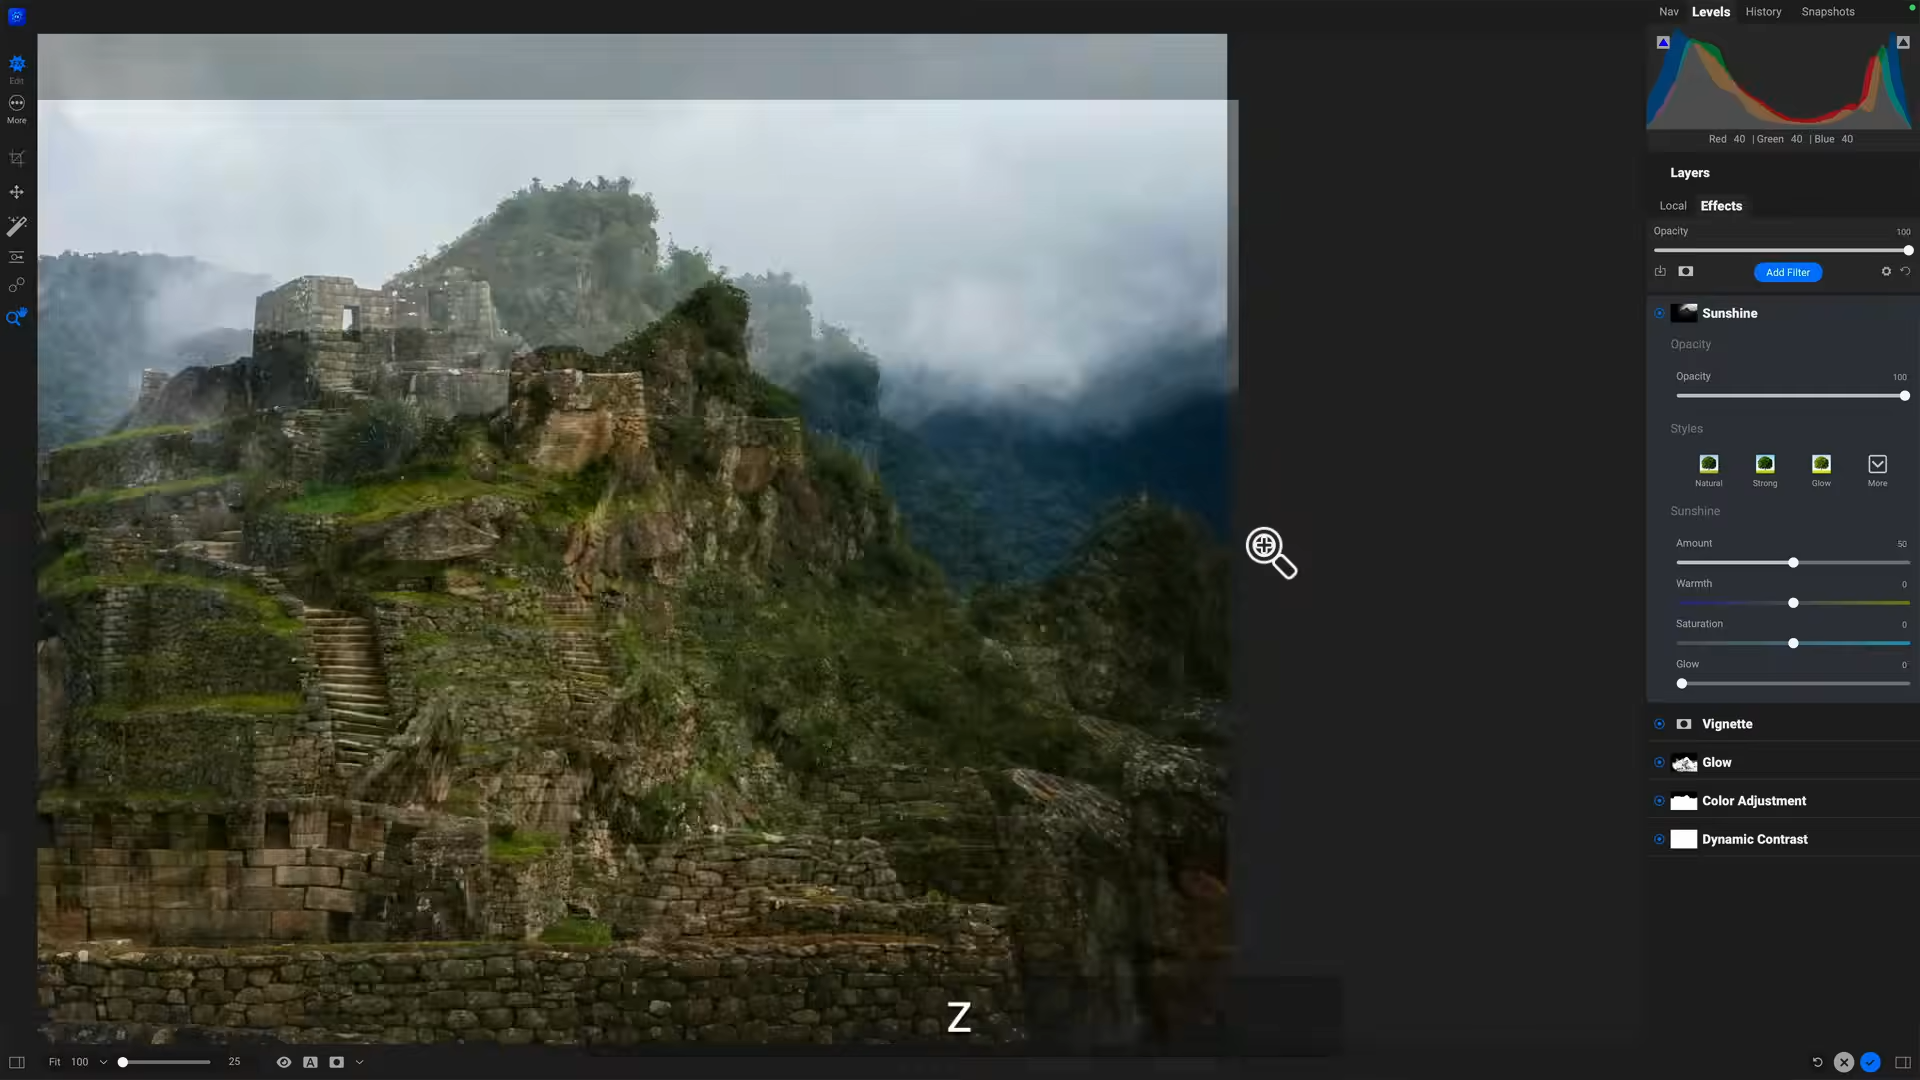 Nav Levels History Snapshots
Edit
More
Red 40 | Green 40 | Blue 40
Layers
Local Effects
Opacity 100
Add Filter
Sunshine
Opacity
Opacity 100
Styles
Natural Strong Glow More
Sunshine
Amount 50
Warmth 0
Saturation 0
Glow 0
Vignette
Glow
Color Adjustment
Dynamic Contrast
Z
Fit 100 25 A